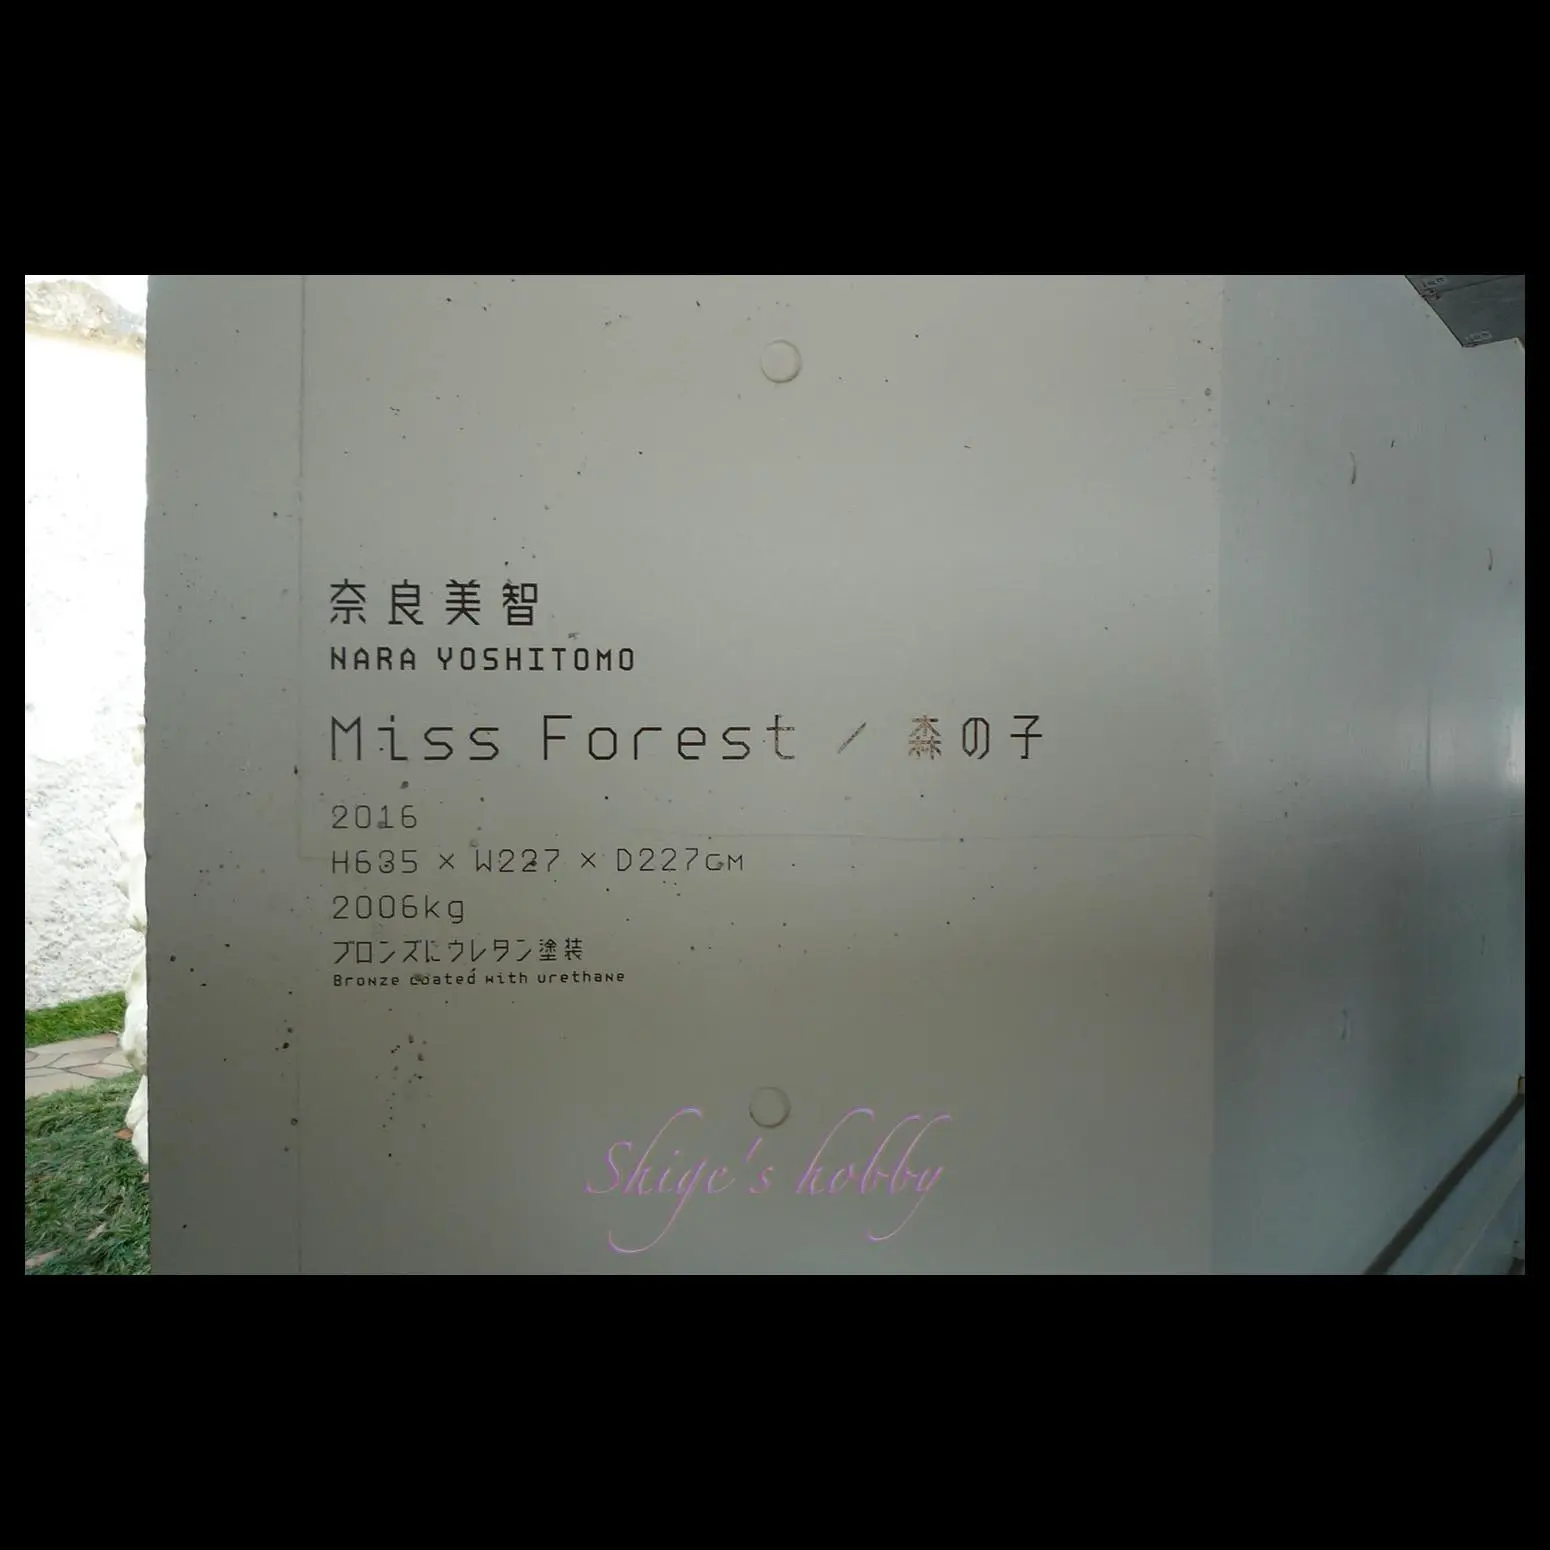 奈良美智
NARA YOSHITOMO
Miss Forest / 森の子
2016
H635 × W227 × D227cm
2006kg
ブロンズにウレタン塗装
Bronze coated with urethane
Shige's hobby